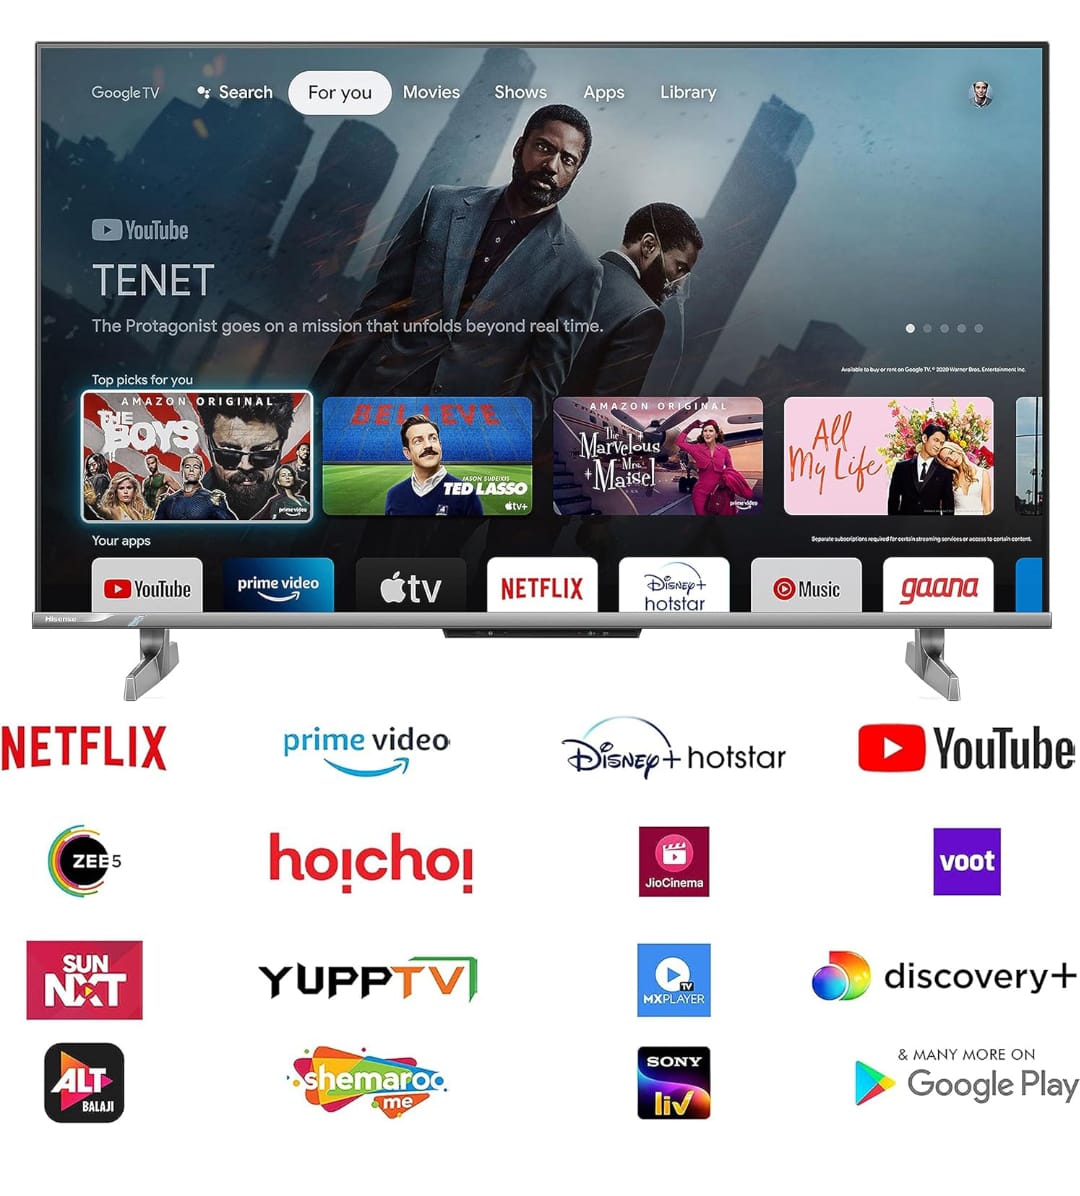 Google TV
Search
For you
Movies
Shows
Apps
Library
YouTube
TENET
The Protagonist goes on a mission that unfolds beyond real time.
Available to buy or rent on Google TV. © 2020 Warner Bros. Entertainment Inc.
Top picks for you
AMAZON ORIGINAL
THE
BOYS
prime video
BELIEVE
JASON SUDEIKIS
TED LASSO
tv+
AMAZON ORIGINAL
The
Marvelous
Mrs.
Maisel
prime video
All
My Life
Your apps
Separate subscriptions required for certain streaming services or access to certain content.
YouTube
prime video
tv
NETFLIX
Disney+
hotstar
Music
gaana
Hisense
NETFLIX
prime video
Disney+ hotstar
YouTube
ZEE5
hoichoi
JioCinema
voot
SUN
NXT
YUPPTV
TV
MXPLAYER
discovery+
ALT
BALAJI
shemaroo
me
SONY
liv
& MANY MORE ON
Google Play